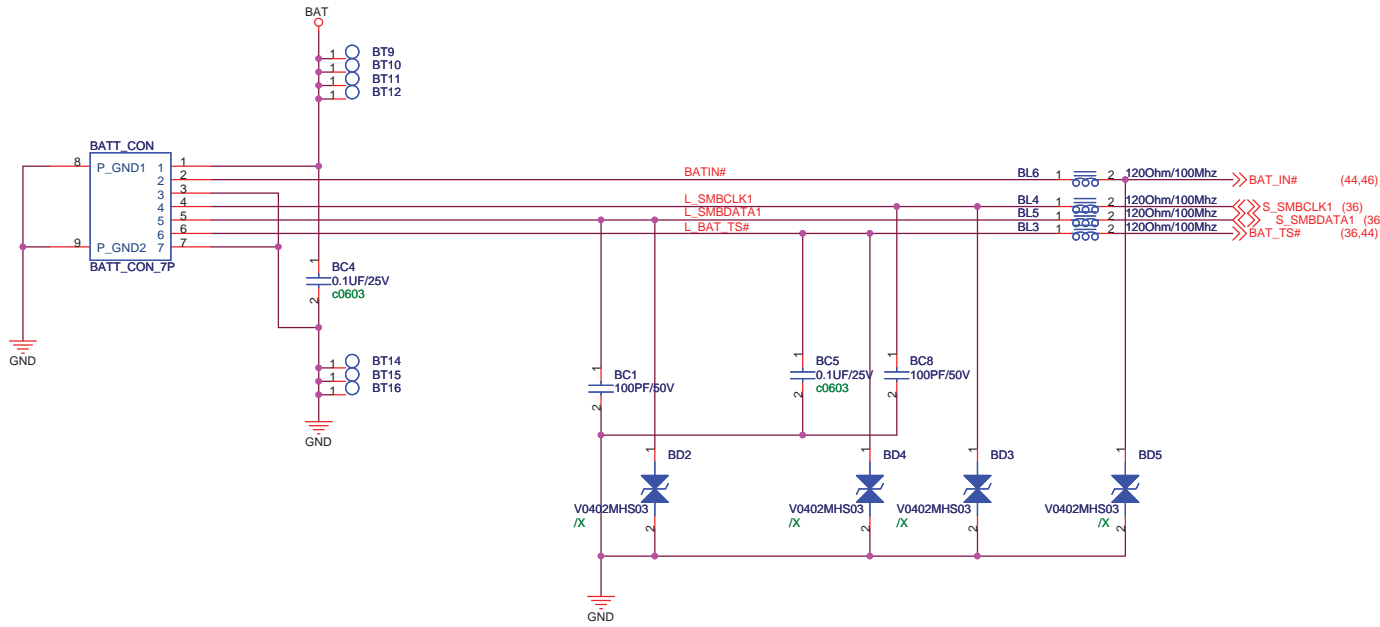 BAT
1 BT9
1 BT10
1 BT11
1 BT12
BATT_CON
8 P_GND1 1 1
2 2
3 3
4 4
5 5
6 6
9 P_GND2 7 7
BATT_CON_7P
GND
BATIN# BL6 1 2 120Ohm/100Mhz BAT_IN# (44,46)
L_SMBCLK1 BL4 1 2 120Ohm/100Mhz S_SMBCLK1 (36)
L_SMBDATA1 BL5 1 2 120Ohm/100Mhz S_SMBDATA1 (36
L_BAT_TS# BL3 1 2 120Ohm/100Mhz BAT_TS# (36,44)
1 BC4
0.1UF/25V
2 c0603
1 BT14
1 BT15
1 BT16
GND
1 BC1
100PF/50V
2
1 BC5
0.1UF/25V
c0603
2
1 BC8
100PF/50V
2
1 BD2
V0402MHS03
/X 2
1 BD4
V0402MHS03
/X 2
1 BD3
V0402MHS03
/X 2
1 BD5
V0402MHS03
/X 2
GND